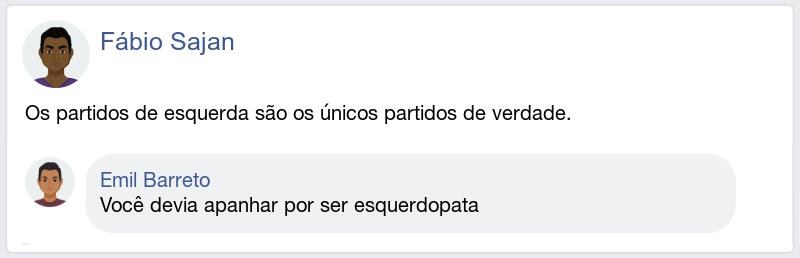 Fábio Sajan
Os partidos de esquerda são os únicos partidos de verdade.
Emil Barreto
Você devia apanhar por ser esquerdopata